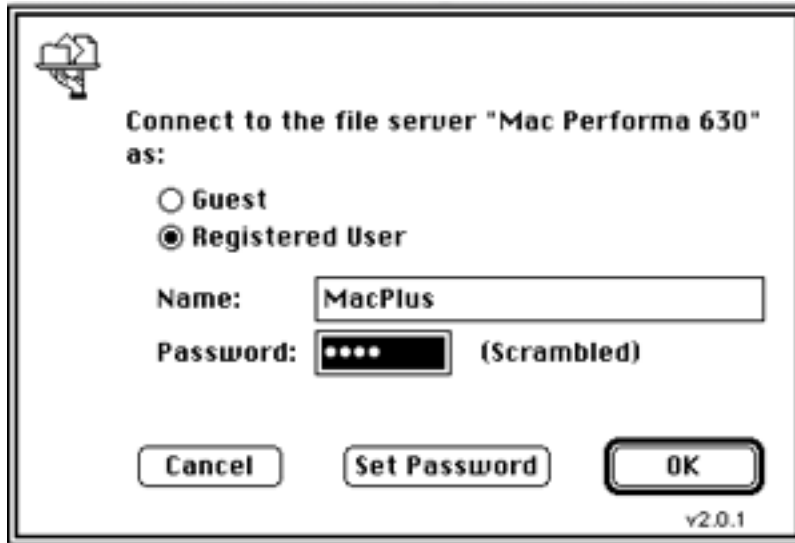 Connect to the file server "Mac Performa 630"
as:
Guest
Registered User
Name: MacPlus
Password: •••• (Scrambled)
Cancel Set Password OK
v2.0.1